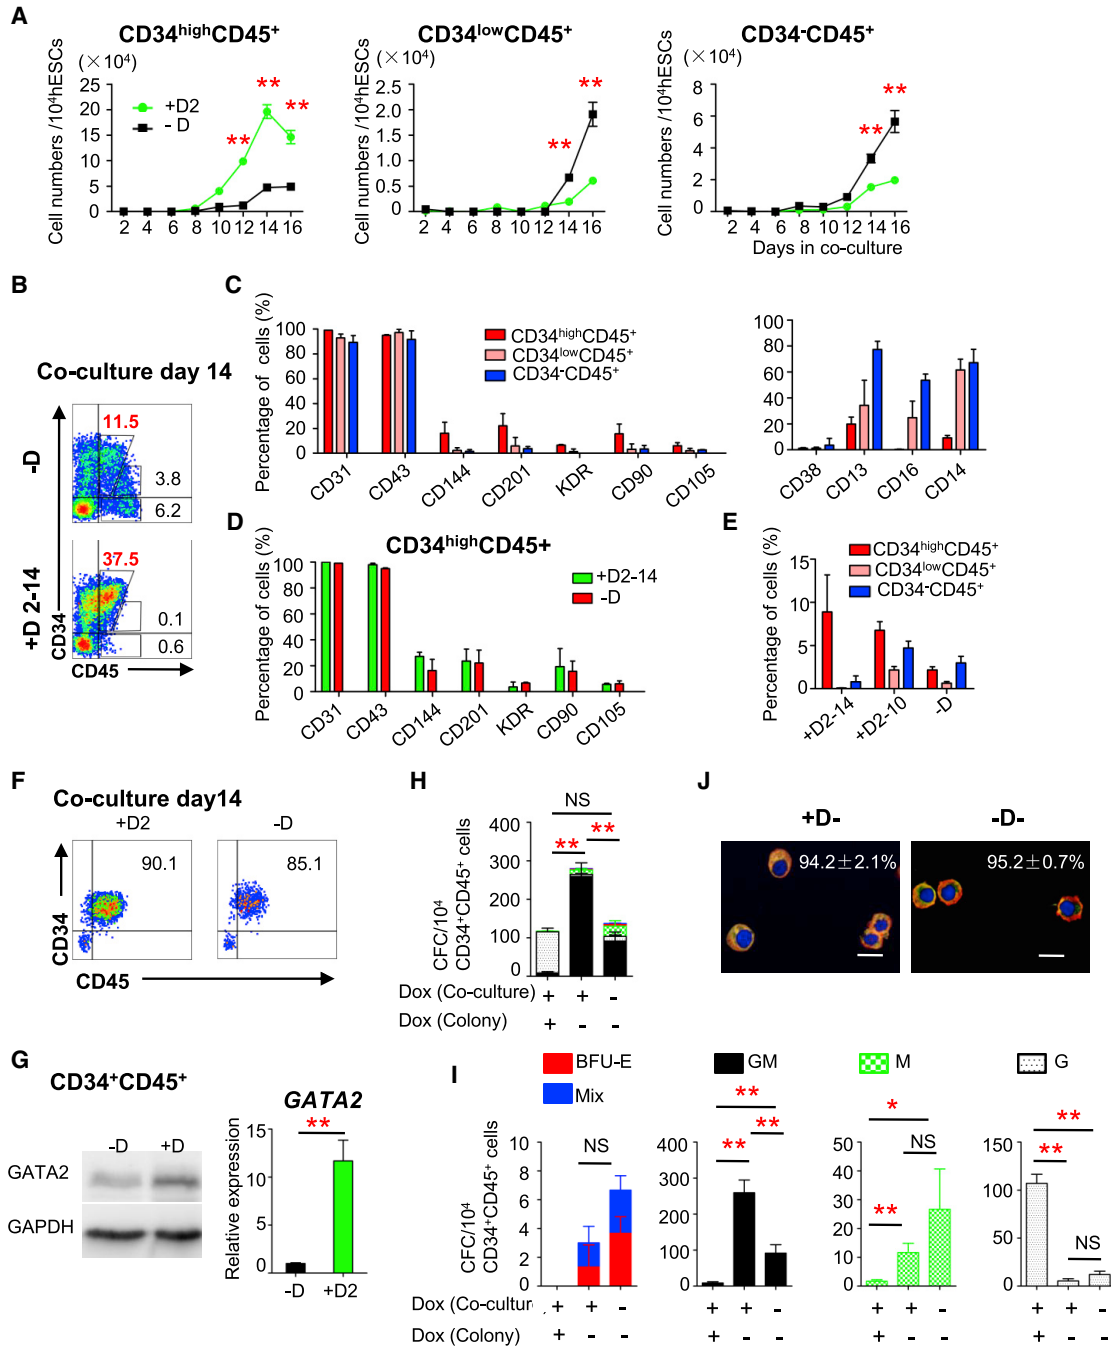 A
CD34highCD45+
CD34lowCD45+
CD34-CD45+
(×10⁴)
(×10⁴)
(×10⁴)
Cell numbers /10⁴hESCs
25
20
15
10
5
0
+D2
-D
**
**
**
2 4 6 8 10 12 14 16
Cell numbers /10⁴hESCs
2.5
2.0
1.5
1.0
0.5
0
**
**
2 4 6 8 10 12 14 16
Cell numbers /10⁴hESCs
8
6
4
2
0
**
**
2 4 6 8 10 12 14 16
Days in co-culture
B
Co-culture day 14
-D
11.5
3.8
6.2
+D 2-14
37.5
0.1
0.6
CD34
CD45
C
Percentage of cells (%)
100
80
60
40
20
0
CD34highCD45+
CD34lowCD45+
CD34-CD45+
CD31 CD43 CD144 CD201 KDR CD90 CD105
100
80
60
40
20
0
CD38 CD13 CD16 CD14
D
CD34highCD45+
Percentage of cells (%)
100
80
60
40
20
0
+D2-14
-D
CD31 CD43 CD144 CD201 KDR CD90 CD105
E
Percentage of cells (%)
15
10
5
0
CD34highCD45+
CD34lowCD45+
CD34-CD45+
+D2-14 +D2-10 -D
F
Co-culture day14
+D2 -D
90.1 85.1
CD34
CD45
G
CD34+CD45+
-D +D
GATA2
GAPDH
GATA2
**
Relative expression
15
10
5
0
-D +D2
H
CFC/10⁴
CD34+CD45+ cells
400
300
200
100
0
NS
** **
Dox (Co-culture) + + -
Dox (Colony) + - -
J
+D- -D-
94.2±2.1% 95.2±0.7%
I
BFU-E
Mix
GM
M
G
CFC/10⁴
CD34+CD45+ cells
10
8
6
4
2
0
NS
400
300
200
100
0
**
**
**
50
40
30
20
10
0
*
NS
**
150
100
50
0
**
**
NS
Dox (Co-cultur + + - + + - + + - + + -
Dox (Colony) + - - + - - + - - + - -